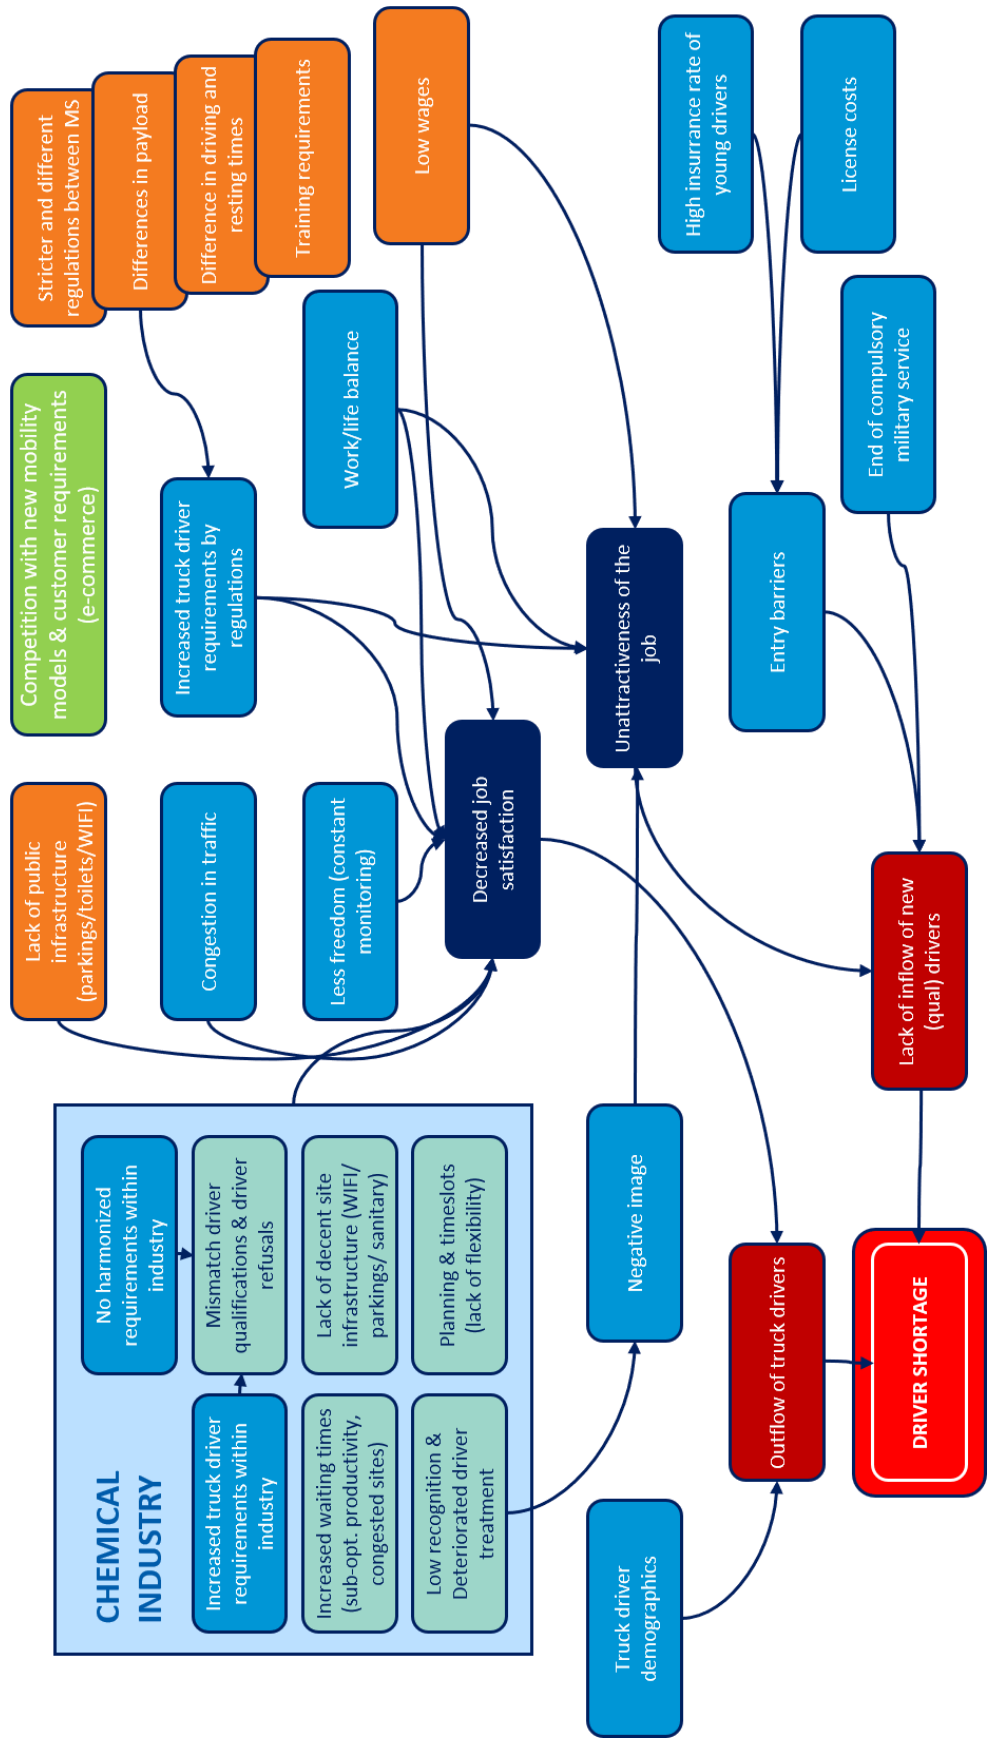 CHEMICAL
INDUSTRY
No harmonized
requirements within
industry
Increased truck driver
requirements within
industry
Mismatch driver
qualifications & driver
refusals
Increased waiting times
(sub-opt. productivity,
congested sites)
Lack of decent site
infrastructure (WIFI/
parkings/ sanitary)
Low recognition &
Deteriorated driver
treatment
Planning & timeslots
(lack of flexibility)
Lack of public
infrastructure
(parkings/toilets/WIFI)
Congestion in traffic
Less freedom (constant
monitoring)
Competition with new mobility
models & customer requirements
(e-commerce)
Increased truck driver
requirements by
regulations
Stricter and different
regulations between MS
Differences in payload
Difference in driving and
resting times
Training requirements
Work/life balance
Low wages
Decreased job
satisfaction
Truck driver
demographics
Negative image
Unattractiveness of the
job
High insurrance rate of
young drivers
License costs
Outflow of truck drivers
Entry barriers
End of compulsory
military service
Lack of inflow of new
(qual) drivers
DRIVER SHORTAGE